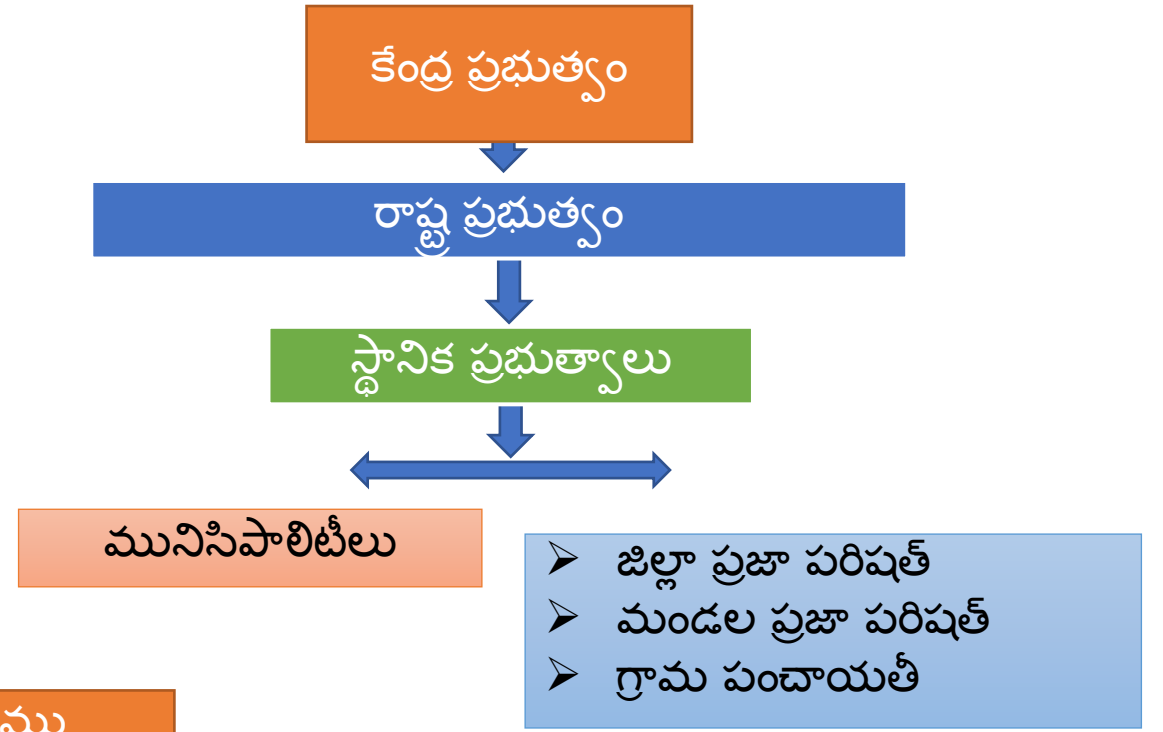 కేంద్ర ప్రభుత్వం
రాష్ట్ర ప్రభుత్వం
స్థానిక ప్రభుత్వాలు
మునిసిపాలిటీలు
➢ జిల్లా ప్రజా పరిషత్
➢ మండల ప్రజా పరిషత్
➢ గ్రామ పంచాయతీ